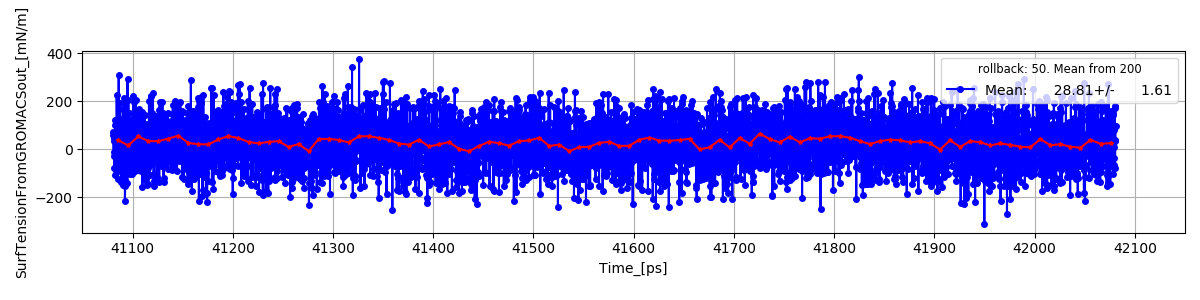 SurfTensionFromGROMACSout_[mN/m]
400
200
0
−200
rollback: 50. Mean from 200
Mean: 28.81+/- 1.61
41100 41200 41300 41400 41500 41600 41700 41800 41900 42000 42100
Time_[ps]